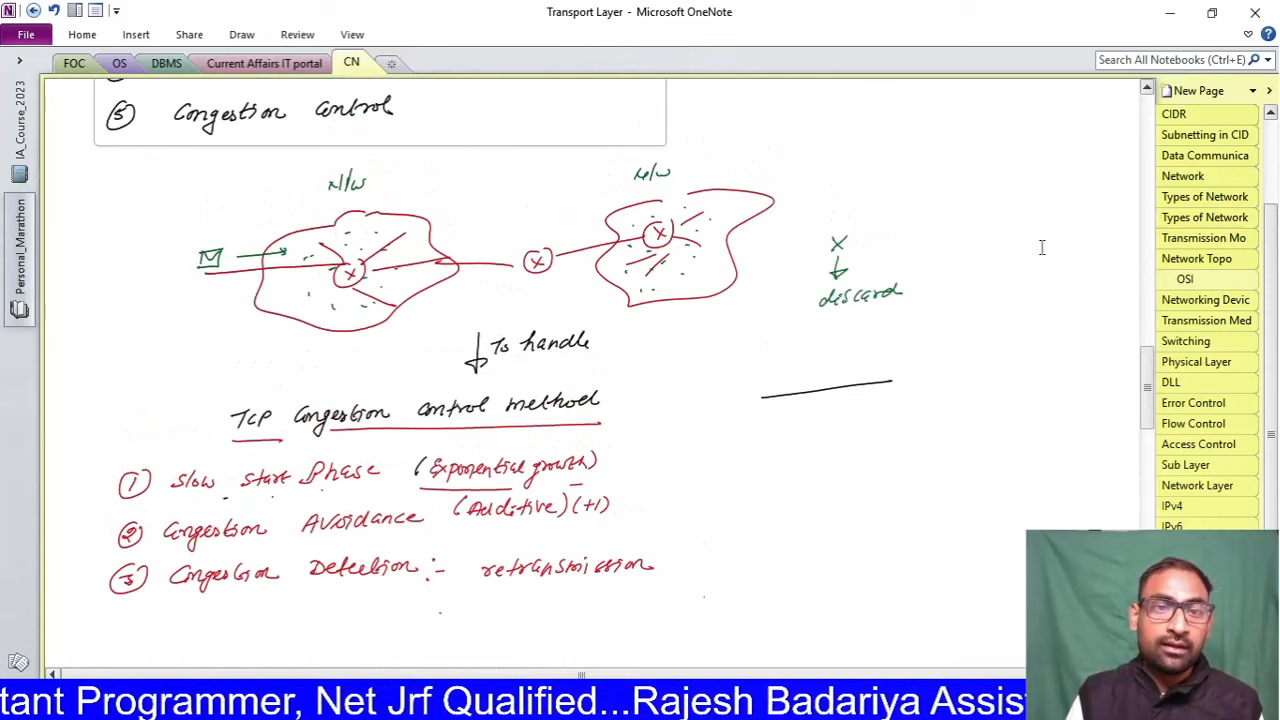 Transport Layer - Microsoft OneNote
File Home Insert Share Draw Review View
FOC OS DBMS Current Affairs IT portal CN
Search All Notebooks (Ctrl+E)
IA_Course_2023
Personal_Marathon
New Page
CIDR
Subnetting in CID
Data Communica
Network
Types of Network
Types of Network
Transmission Mo
Network Topo
OSI
Networking Devic
Transmission Med
Switching
Physical Layer
DLL
Error Control
Flow Control
Access Control
Sub Layer
Network Layer
IPv4
IPv6
⑤ Congestion Control
N/W N/W
X X X X
discard
To handle
TCP Congestion Control method
① Slow Start Phase (Exponential growth)
② Congestion Avoidance (Additive) (+1)
③ Congestion Detection :- retransmission
tant Programmer, Net Jrf Qualified...Rajesh Badariya Assis